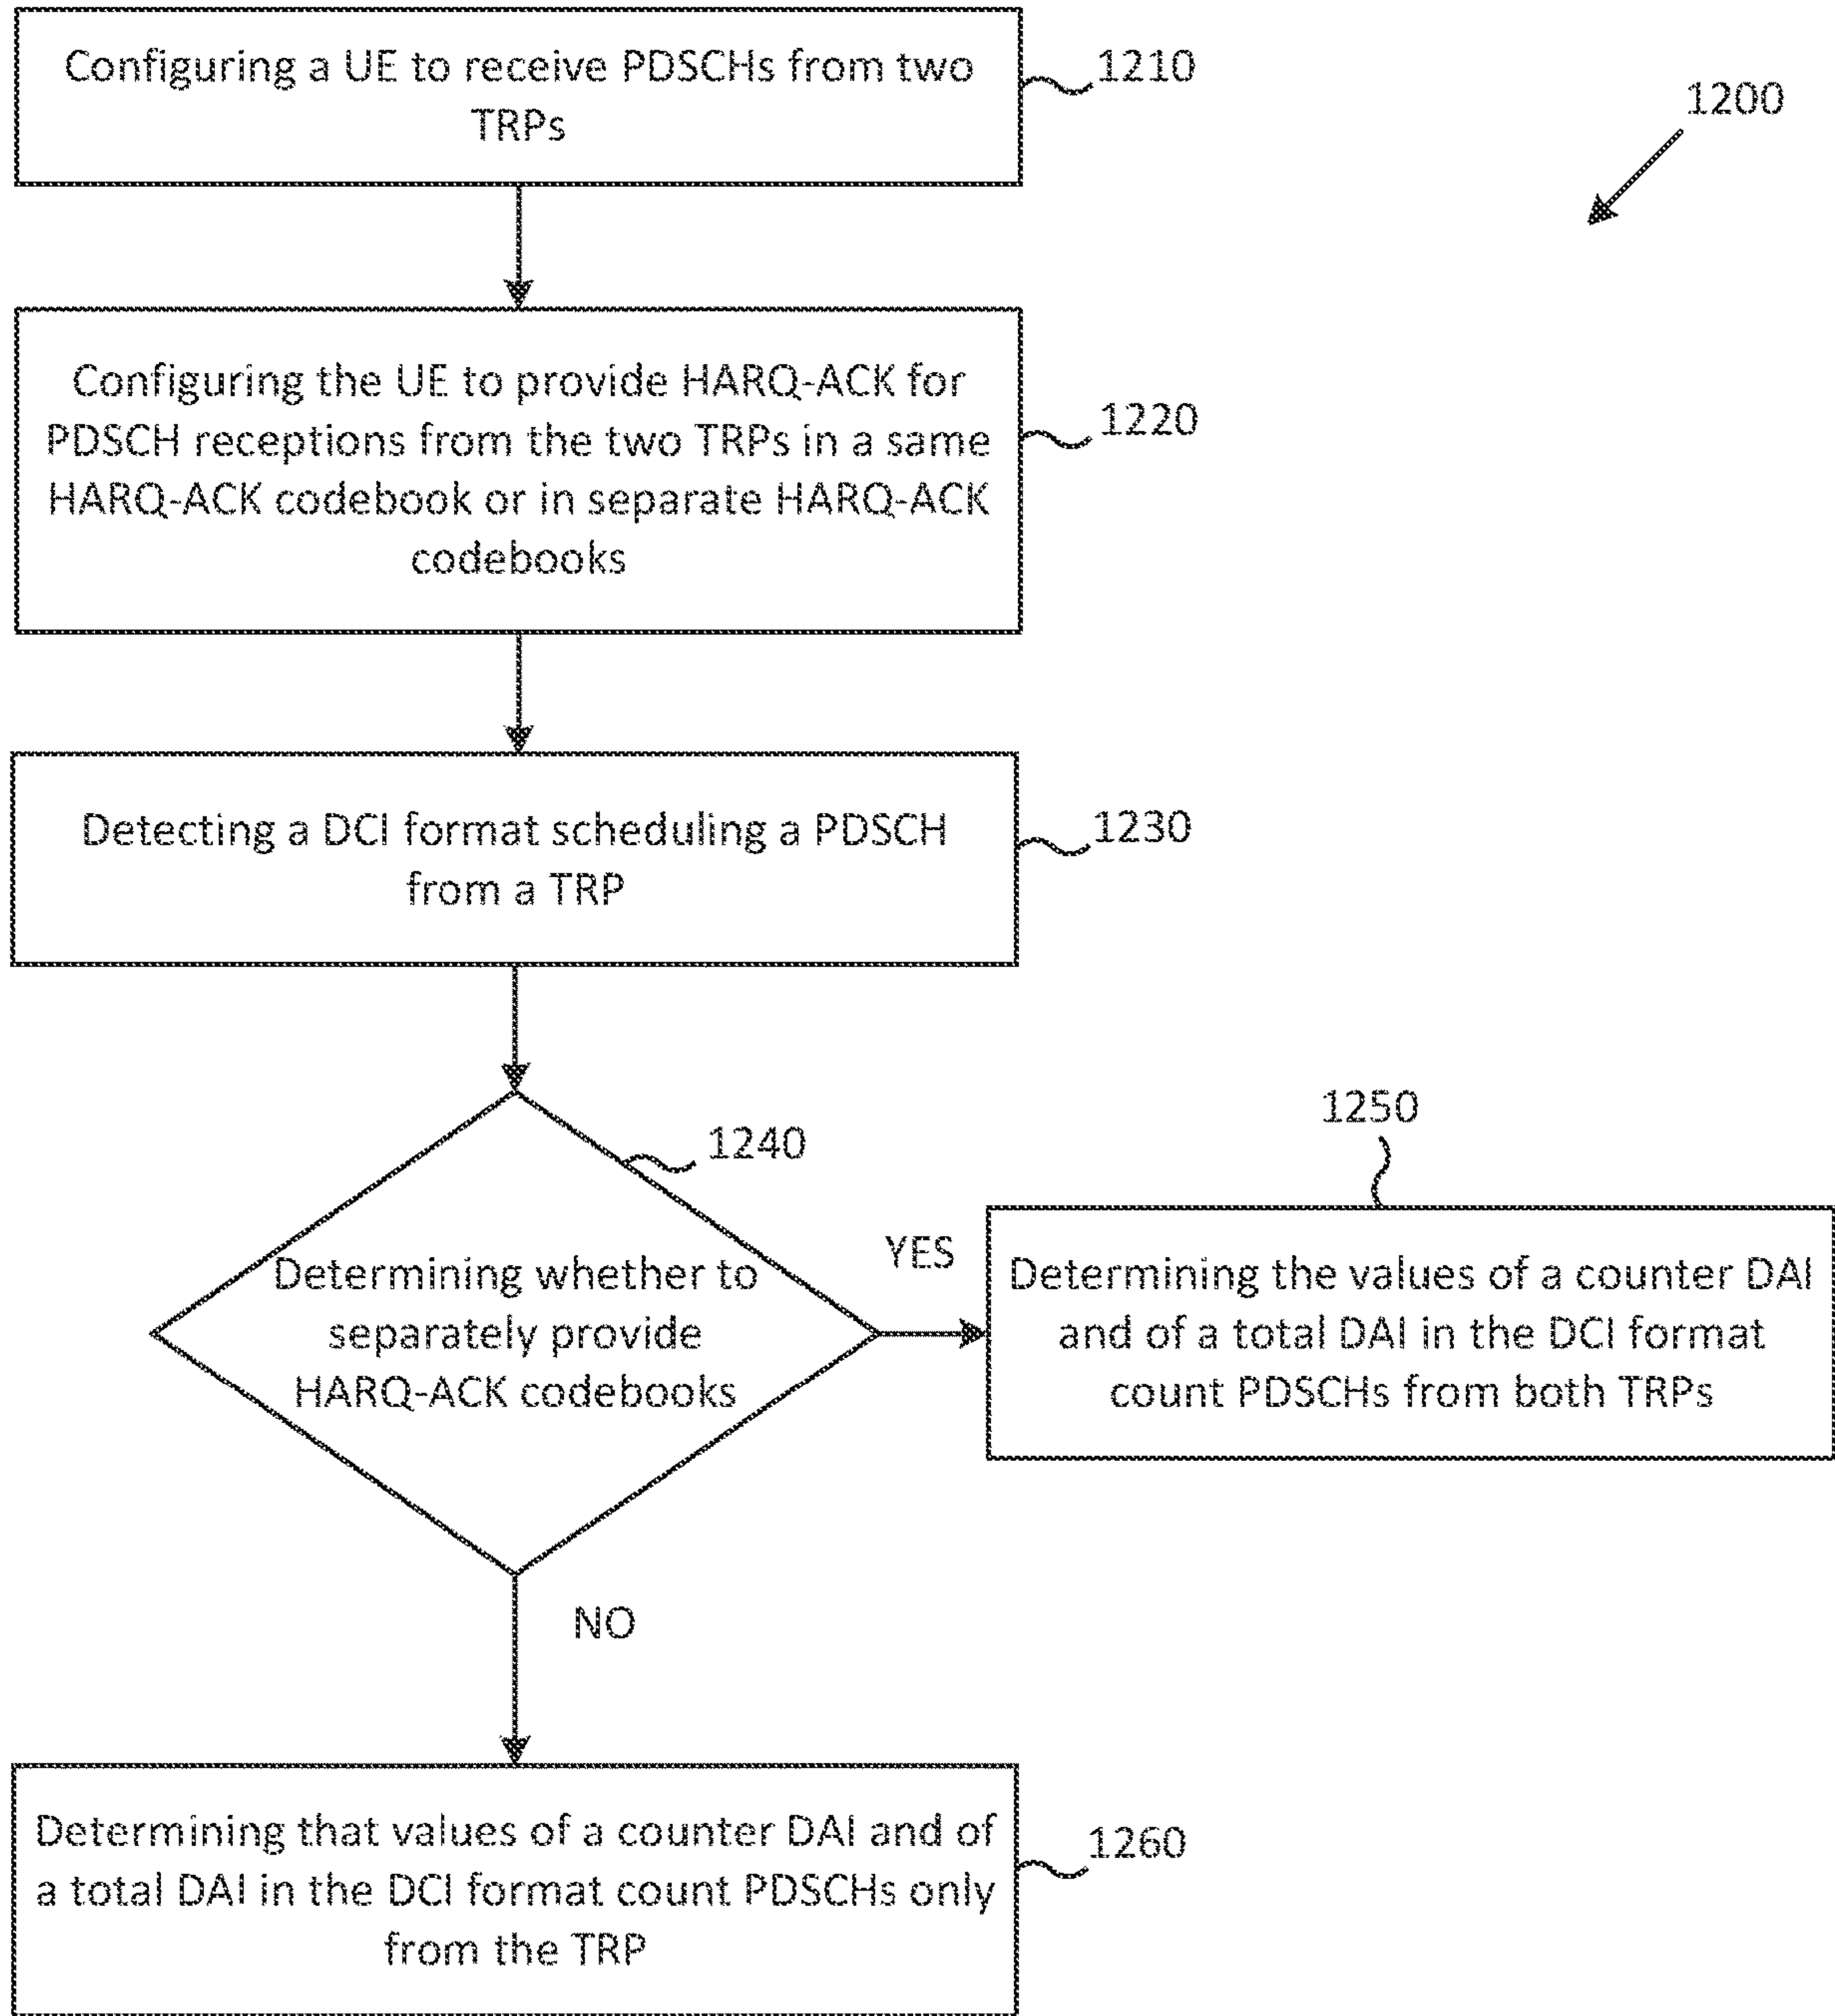 Configuring a UE to receive PDSCHs from two
TRPs
1210
1200
Configuring the UE to provide HARQ-ACK for
PDSCH receptions from the two TRPs in a same
HARQ-ACK codebook or in separate HARQ-ACK
codebooks
1220
Detecting a DCI format scheduling a PDSCH
from a TRP
1230
1240
Determining whether to
separately provide
HARQ-ACK codebooks
YES
1250
Determining the values of a counter DAI
and of a total DAI in the DCI format
count PDSCHs from both TRPs
NO
Determining that values of a counter DAI and of
a total DAI in the DCI format count PDSCHs only
from the TRP
1260